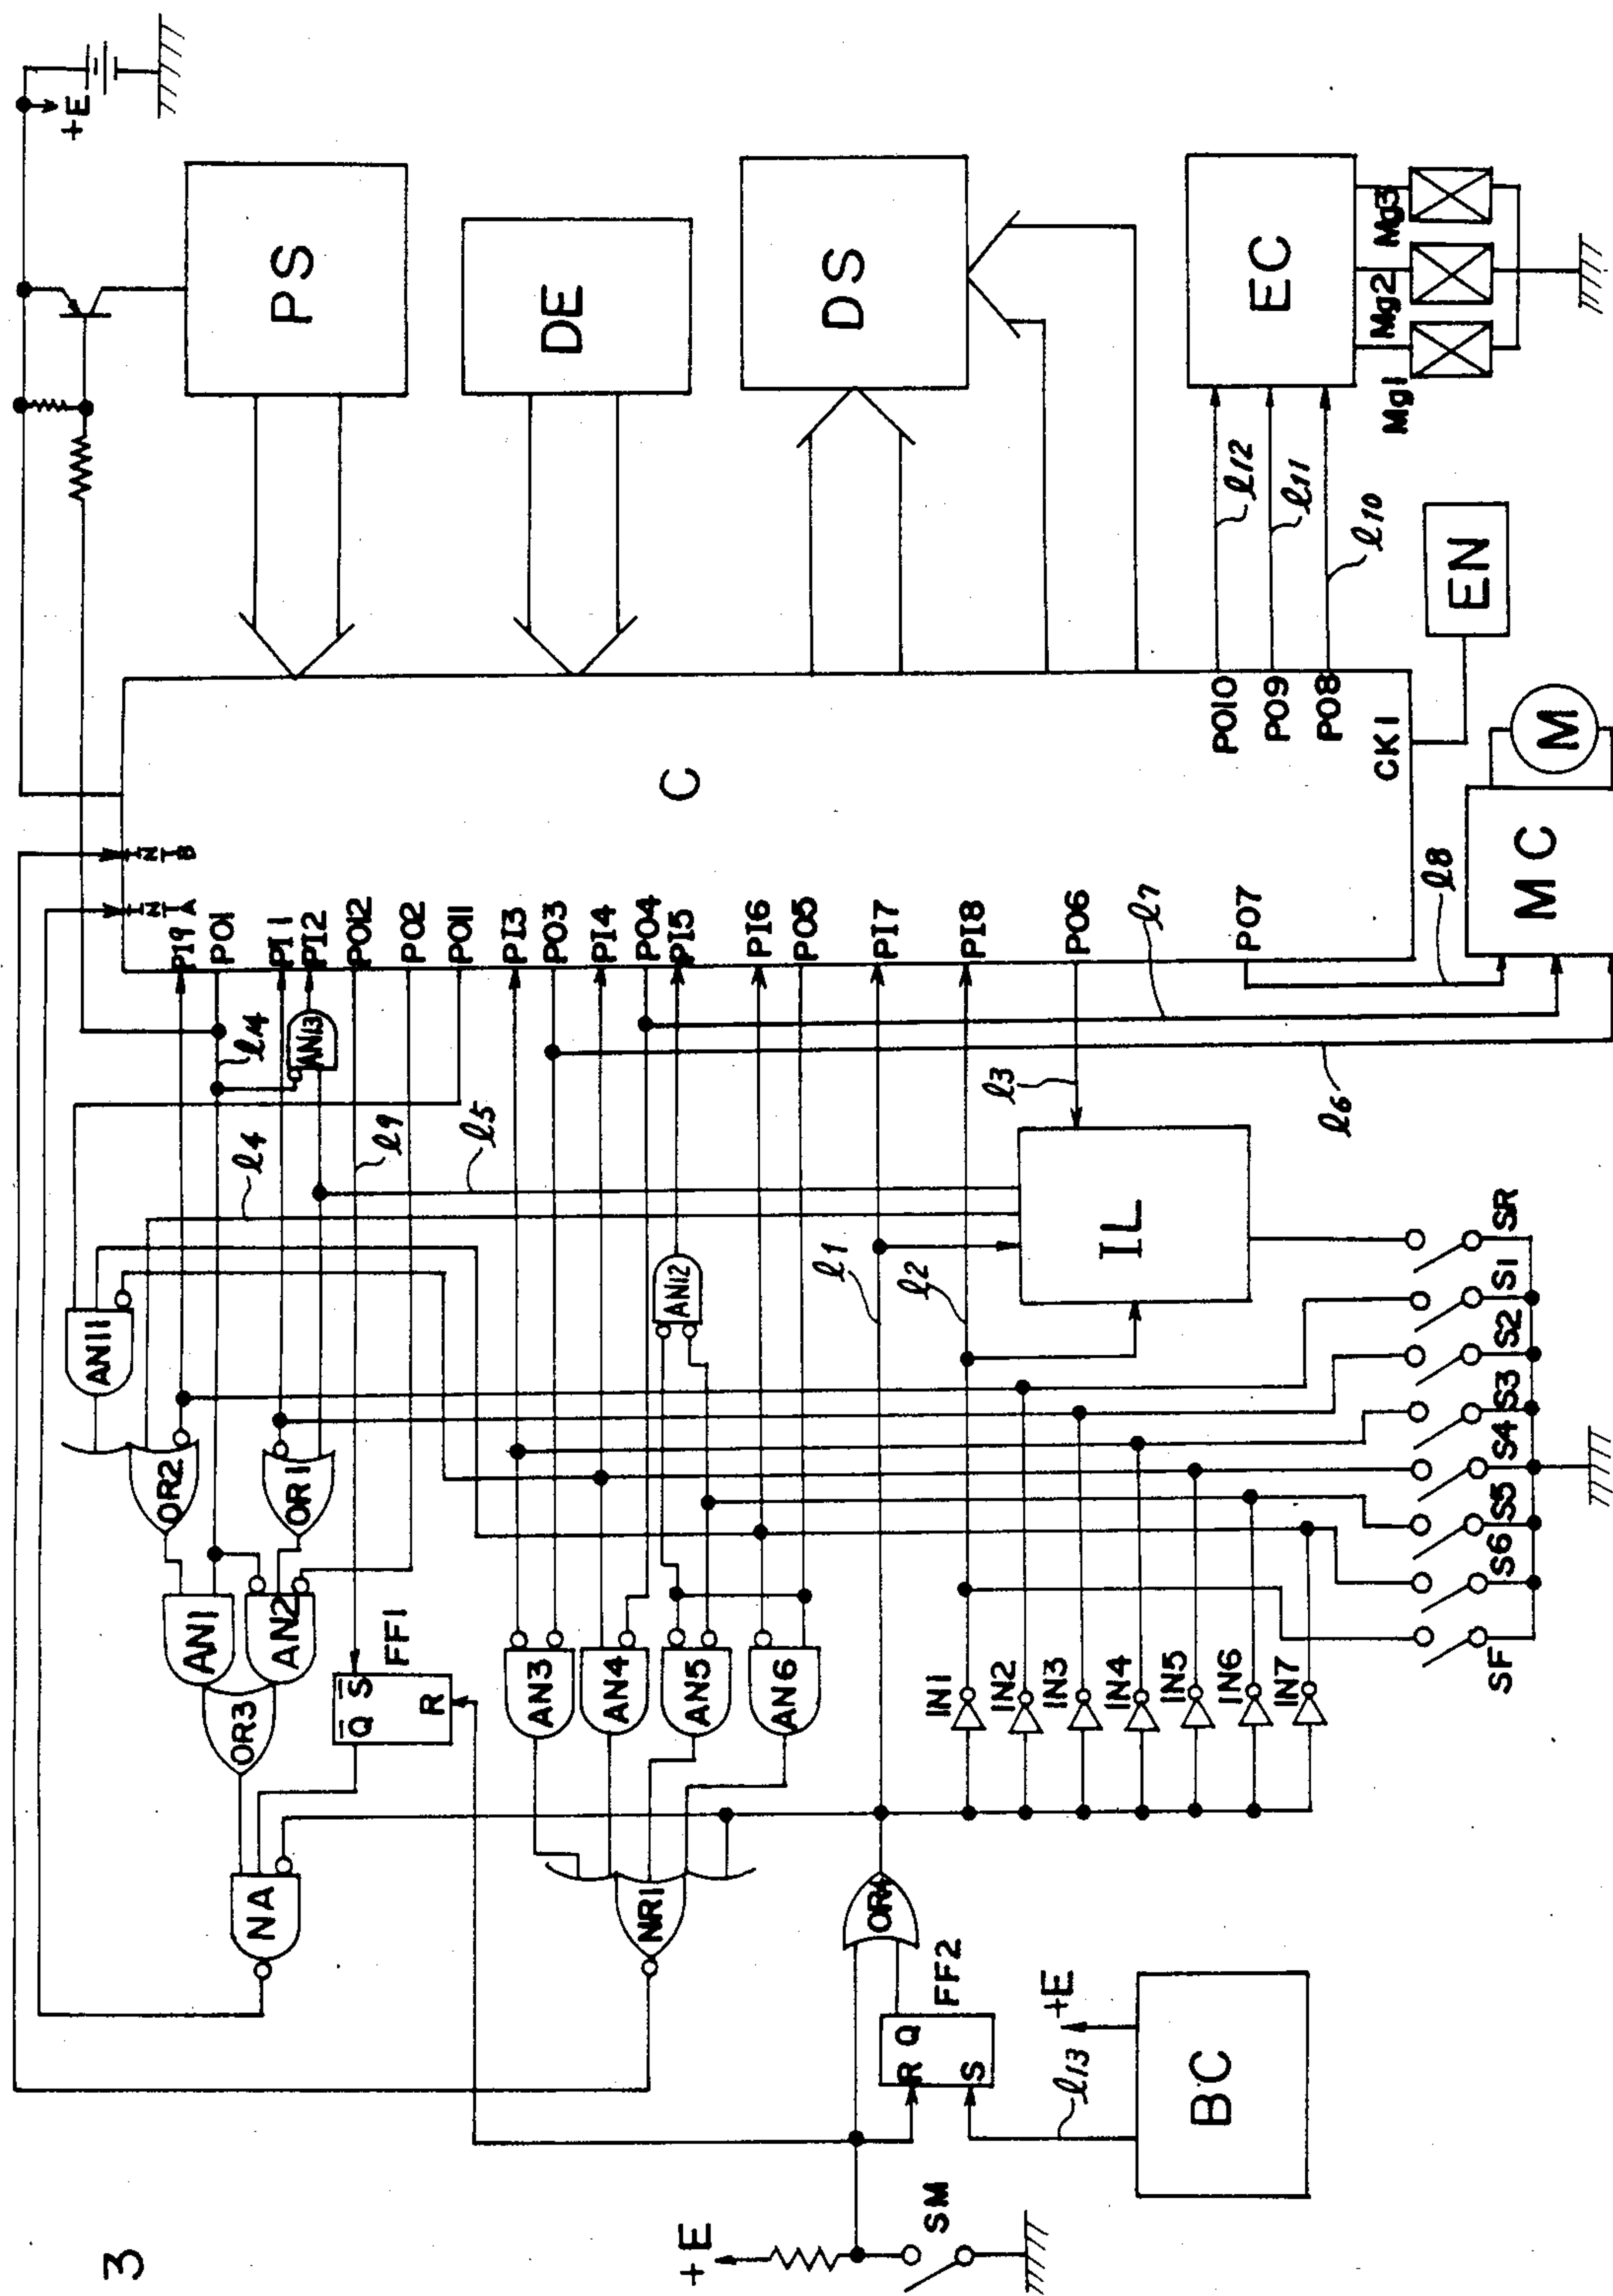 3
+E
PS
DE
DS
EC
Mg1
Mg2
Mg3
ℓ12
ℓ11
ℓ10
EN
PO10
PO9
PO8
CK1
C
M
MC
ℓ8
ℓ7
ℓ6
INTB
INTA
PI9
PO1
PI1
PI2
PO12
PO2
PO11
PI3
PO3
PI4
PO4
PI5
PI6
PO5
PI7
PI8
PO6
PO7
ℓ14
AN13
ℓ4
ℓ9
ℓ5
ℓ3
AN11
AN12
ℓ1
ℓ2
IL
OR2
OR1
AN1
AN2
OR3
FF1
S
Q
R
AN3
AN4
AN5
AN6
IN1
IN2
IN3
IN4
IN5
IN6
IN7
SR
S1
S2
S3
S4
S5
S6
SF
NA
NR1
OR4
FF2
Q
R
S
+E
ℓ13
BC
+E
SM